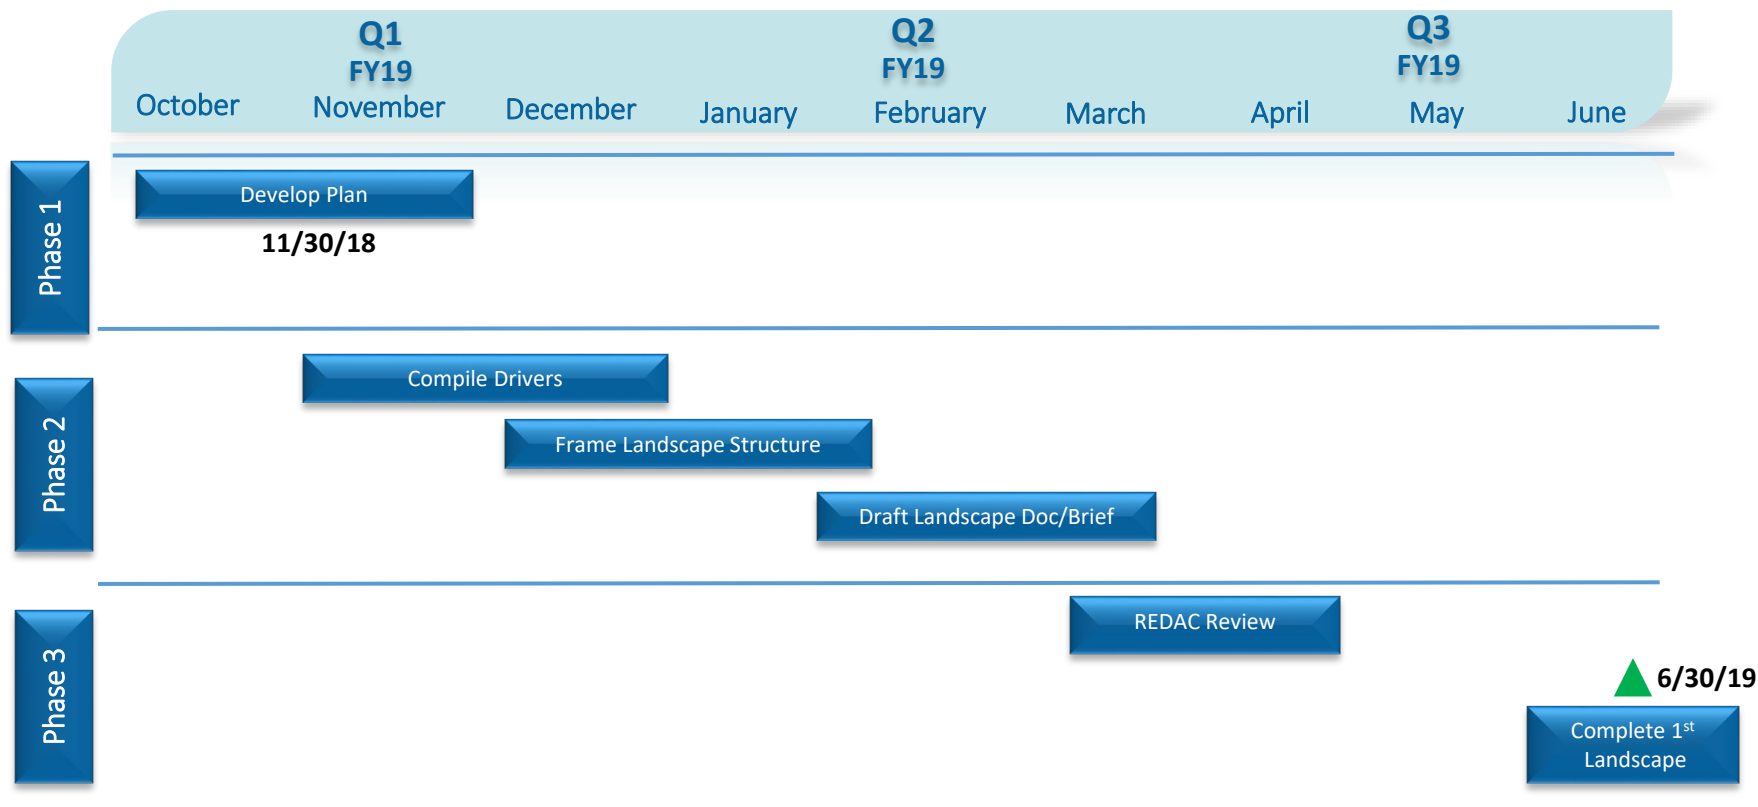 Q1
FY19
Q2
FY19
Q3
FY19
October November December January February March April May June
Phase 1
Develop Plan
11/30/18
Phase 2
Compile Drivers
Frame Landscape Structure
Draft Landscape Doc/Brief
Phase 3
REDAC Review
6/30/19
Complete 1st
Landscape